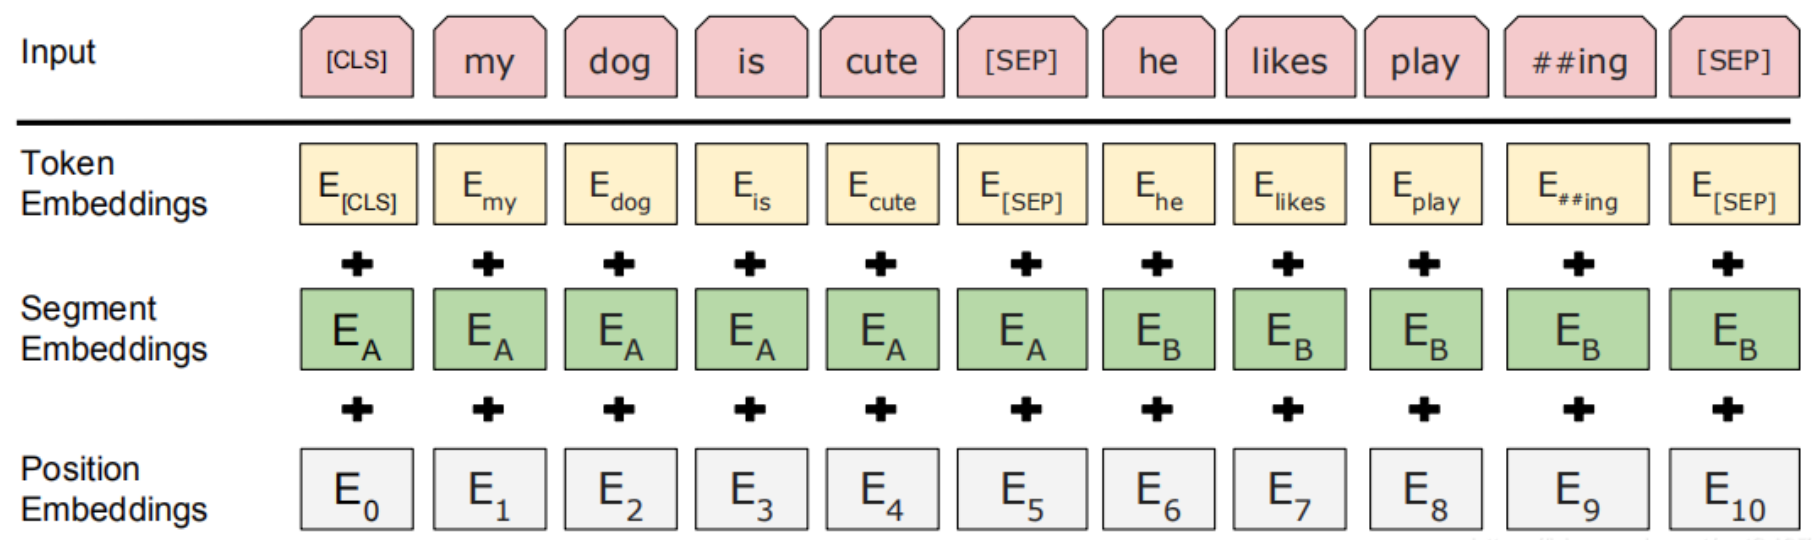 Input [CLS] my dog is cute [SEP] he likes play ##ing [SEP]
Token
Embeddings
E[CLS] Emy Edog Eis Ecute E[SEP] Ehe Elikes Eplay E##ing E[SEP]
+ + + + + + + + + + +
Segment
Embeddings
EA EA EA EA EA EA EB EB EB EB EB
+ + + + + + + + + + +
Position
Embeddings
E0 E1 E2 E3 E4 E5 E6 E7 E8 E9 E10